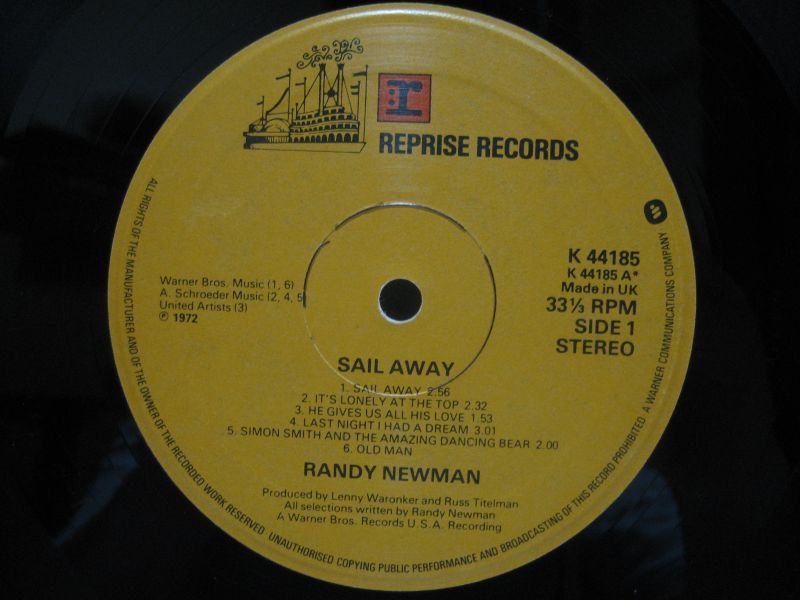 r
REPRISE RECORDS
K 44185
K 44185 A*
Made in UK
33⅓ RPM
SIDE 1
STEREO
Warner Bros. Music (1, 6)
A. Schroeder Music (2, 4, 5
United Artists (3)
℗ 1972
SAIL AWAY
1. SAIL AWAY 2.56
2. IT'S LONELY AT THE TOP 2.32
3. HE GIVES US ALL HIS LOVE 1.53
4. LAST NIGHT I HAD A DREAM 3.01
5. SIMON SMITH AND THE AMAZING DANCING BEAR 2.00
6. OLD MAN
RANDY NEWMAN
Produced by Lenny Waronker and Russ Titelman
All selections written by Randy Newman
A Warner Bros. Records U.S.A. Recording
ALL RIGHTS OF THE MANUFACTURER AND OF THE OWNER OF THE RECORDED WORK RESERVED UNAUTHORISED COPYING PUBLIC PERFORMANCE AND BROADCASTING OF THIS RECORD PROHIBITED A WARNER COMMUNICATIONS COMPANY